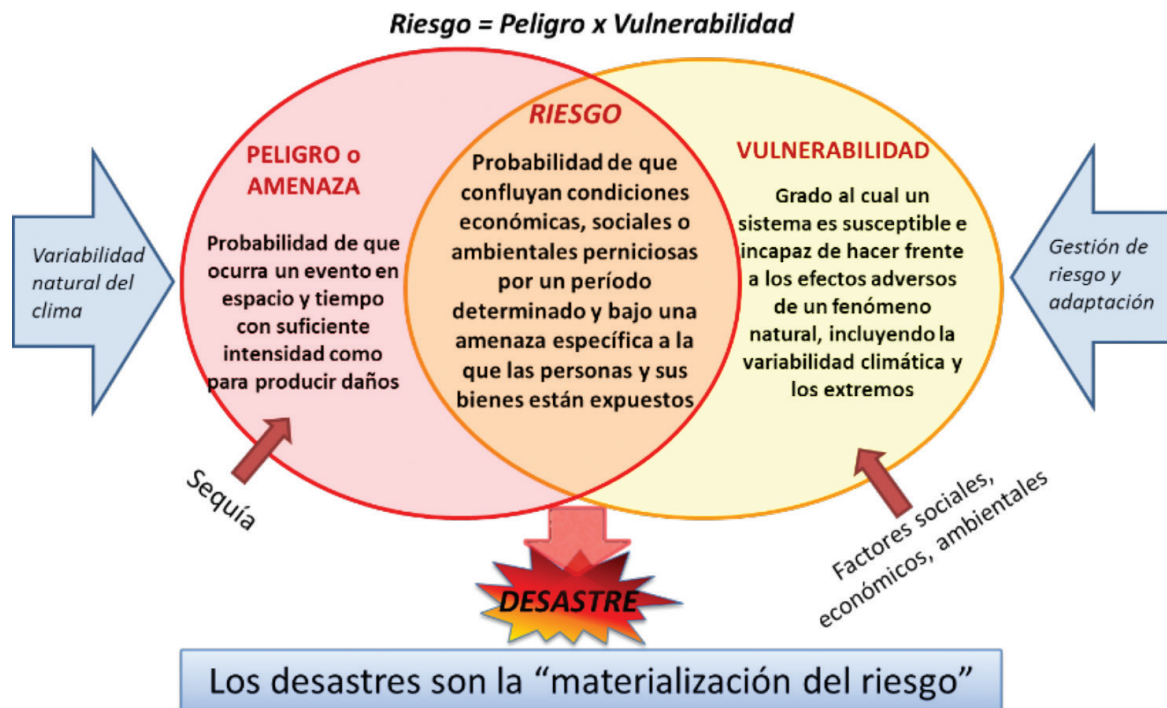 Riesgo = Peligro x Vulnerabilidad
PELIGRO o
AMENAZA
Probabilidad de que
ocurra un evento en
espacio y tiempo
con suficiente
intensidad como
para producir daños
RIESGO
Probabilidad de que
confluyan condiciones
económicas, sociales o
ambientales perniciosas
por un período
determinado y bajo una
amenaza específica a la
que las personas y sus
bienes están expuestos
VULNERABILIDAD
Grado al cual un
sistema es susceptible e
incapaz de hacer frente
a los efectos adversos
de un fenómeno
natural, incluyendo la
variabilidad climática y
los extremos
Variabilidad
natural del
clima
Gestión de
riesgo y
adaptación
Sequía
Factores sociales,
económicos, ambientales
DESASTRE
Los desastres son la “materialización del riesgo”